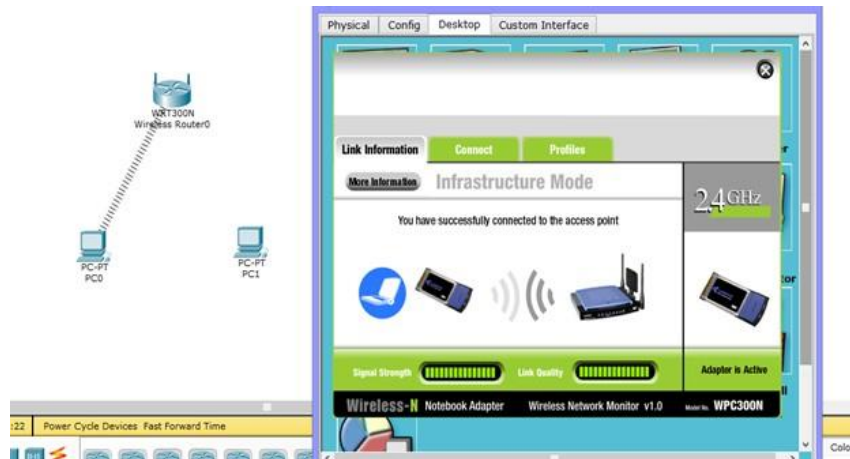 Physical Config Desktop Custom Interface
WRT300N
Wireless Router0
PC-PT
PC0
PC-PT
PC1
Link Information Connect Profiles
More Information Infrastructure Mode
2.4GHz
You have successfully connected to the access point
Signal Strength Link Quality Adapter is Active
Wireless-N Notebook Adapter Wireless Network Monitor v1.0 Model No. WPC300N
:22 Power Cycle Devices Fast Forward Time